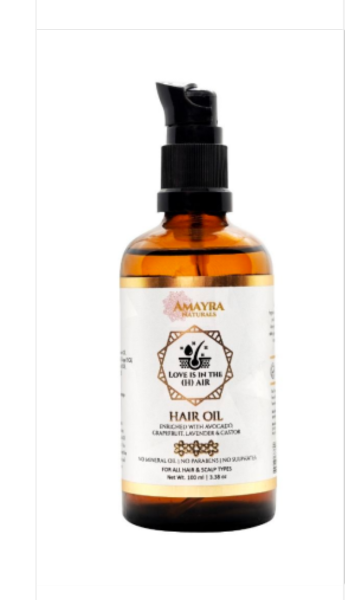 AMAYRA
NATURALS
LOVE IS IN THE
(H) AIR
HAIR OIL
ENRICHED WITH AVOCADO,
GRAPEFRUIT, LAVENDER & CASTOR
NO MINERAL OIL | NO PARABENS | NO SULPHATES
FOR ALL HAIR & SCALP TYPES
Net Wt. 100 ml | 3.38 oz